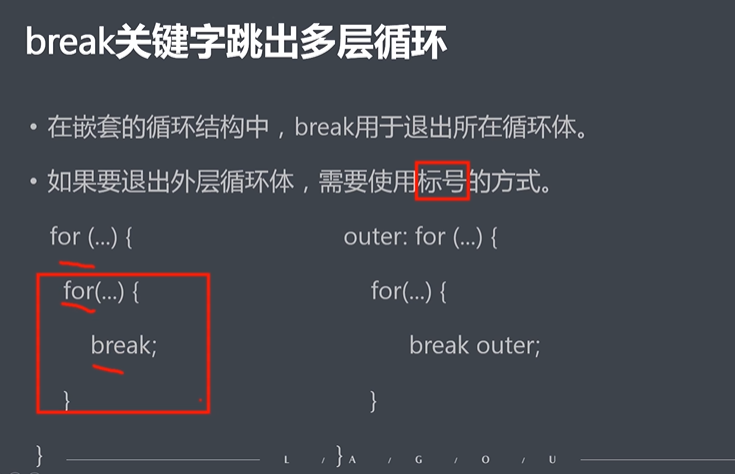 break关键字跳出多层循环
• 在嵌套的循环结构中，break用于退出所在循环体。
• 如果要退出外层循环体，需要使用标号的方式。
for (...) {
for(...) {
break;
}
}
outer: for (...) {
for(...) {
break outer;
}
}
L / A / G / O / U